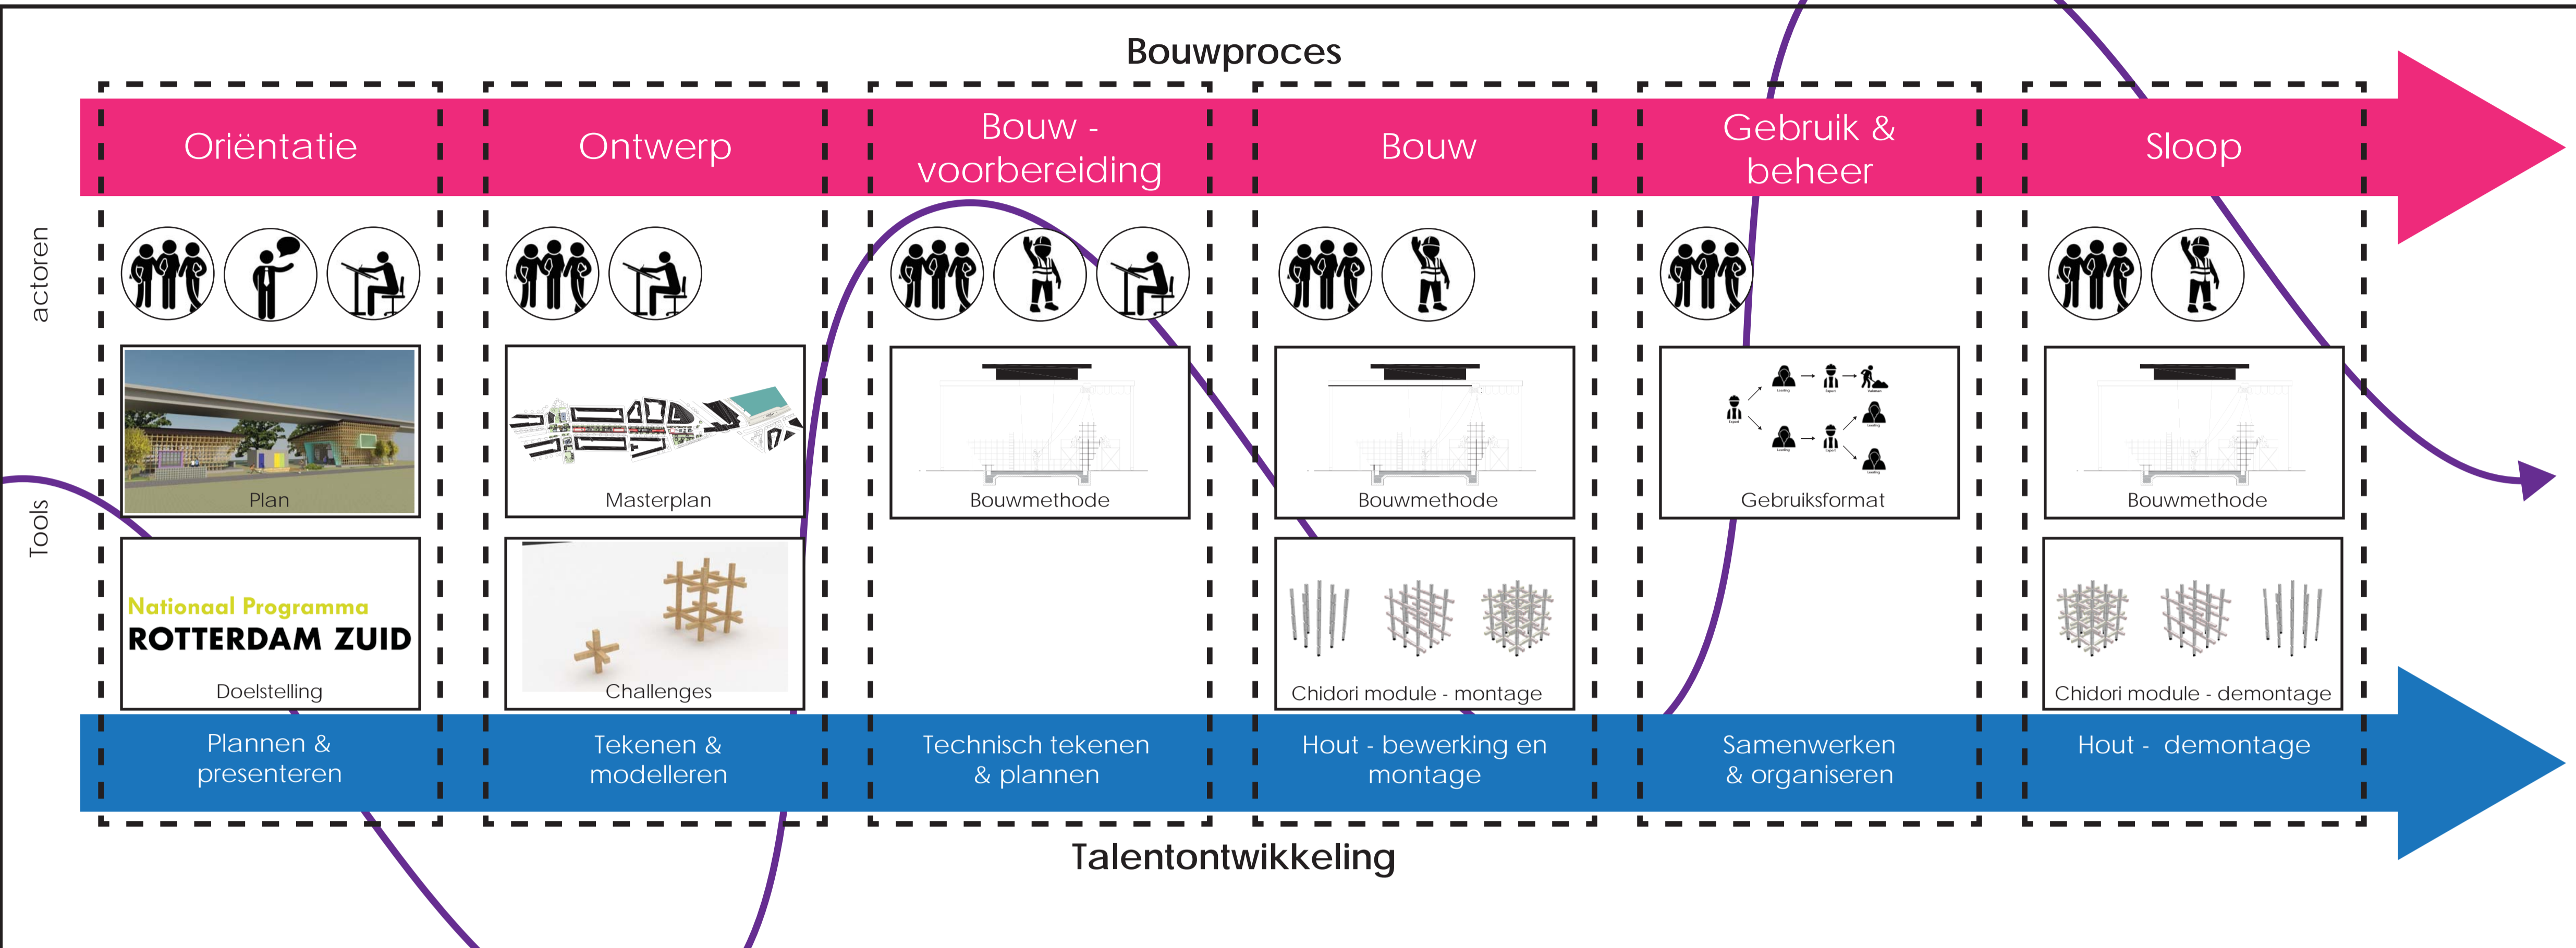 Bouwproces
Oriëntatie
Ontwerp
Bouw -
voorbereiding
Bouw
Gebruik &
beheer
Sloop
actoren
Tools
Plan
Masterplan
Bouwmethode
Bouwmethode
Gebruiksformat
Bouwmethode
Nationaal Programma
ROTTERDAM ZUID
Doelstelling
Challenges
Chidori module - montage
Chidori module - demontage
Plannen &
presenteren
Tekenen &
modelleren
Technisch tekenen
& plannen
Hout - bewerking en
montage
Samenwerken
& organiseren
Hout - demontage
Talentontwikkeling